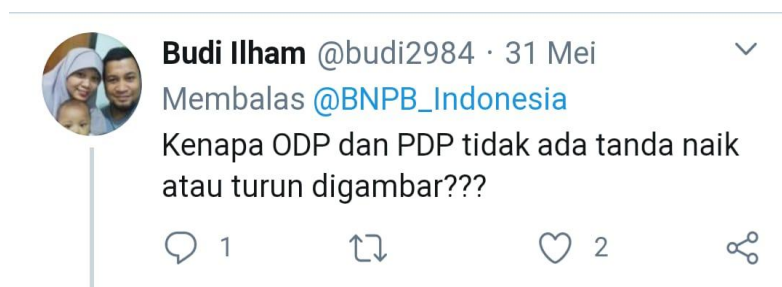 Budi Ilham @budi2984 · 31 Mei
Membalas @BNPB_Indonesia
Kenapa ODP dan PDP tidak ada tanda naik
atau turun digambar???
1 2